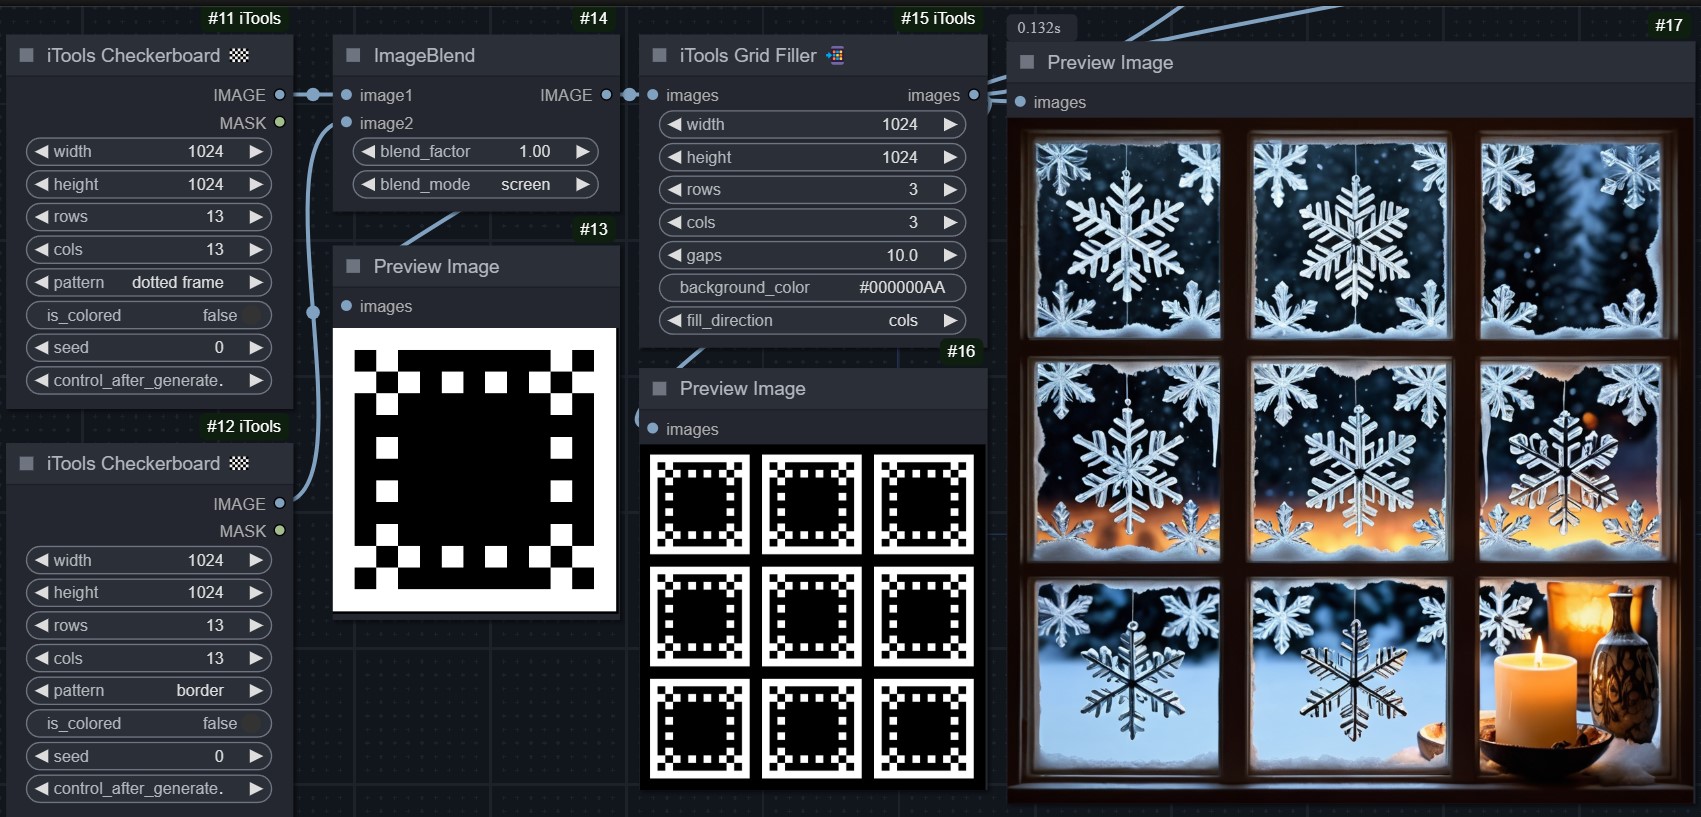 #11 iTools
iTools Checkerboard
IMAGE
MASK
width 1024
height 1024
rows 13
cols 13
pattern dotted frame
is_colored false
seed 0
control_after_generate.
#12 iTools
iTools Checkerboard
IMAGE
MASK
width 1024
height 1024
rows 13
cols 13
pattern border
is_colored false
seed 0
control_after_generate.
#14
ImageBlend
image1 IMAGE
image2
blend_factor 1.00
blend_mode screen
#13
Preview Image
images
#15 iTools
iTools Grid Filler
images images
width 1024
height 1024
rows 3
cols 3
gaps 10.0
background_color #000000AA
fill_direction cols
#16
Preview Image
images
0.132s
#17
Preview Image
images